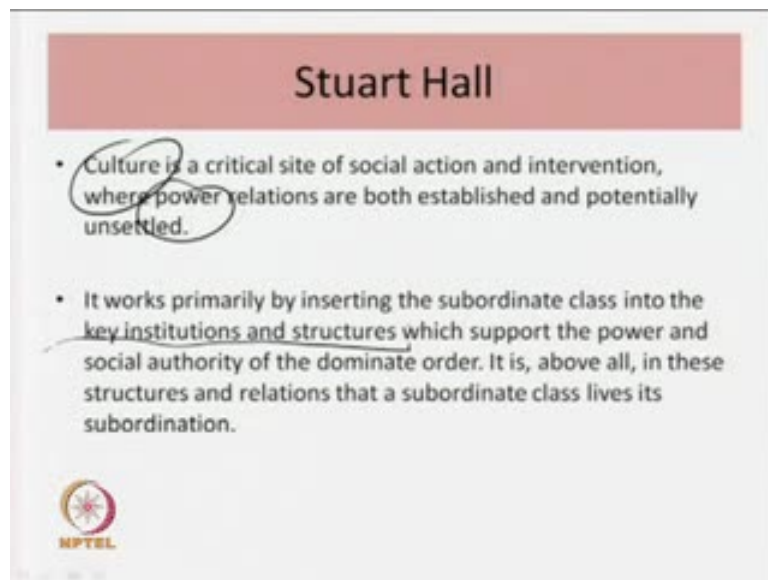 Stuart Hall
• Culture is a critical site of social action and intervention,
where power relations are both established and potentially
unsettled.
• It works primarily by inserting the subordinate class into the
key institutions and structures which support the power and
social authority of the dominate order. It is, above all, in these
structures and relations that a subordinate class lives its
subordination.
NPTEL